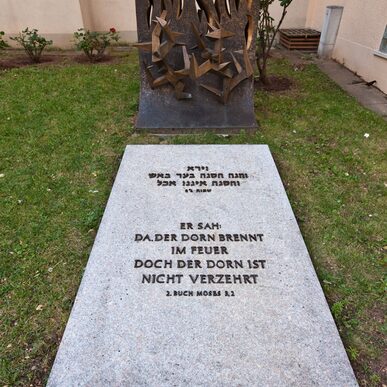 וירא
והנה הסנה בער באש
והסנה איננו אכל
ER SAH:
DA, DER DORN BRENNT
IM FEUER
DOCH DER DORN IST
NICHT VERZEHRT
2. BUCH MOSES 3,2